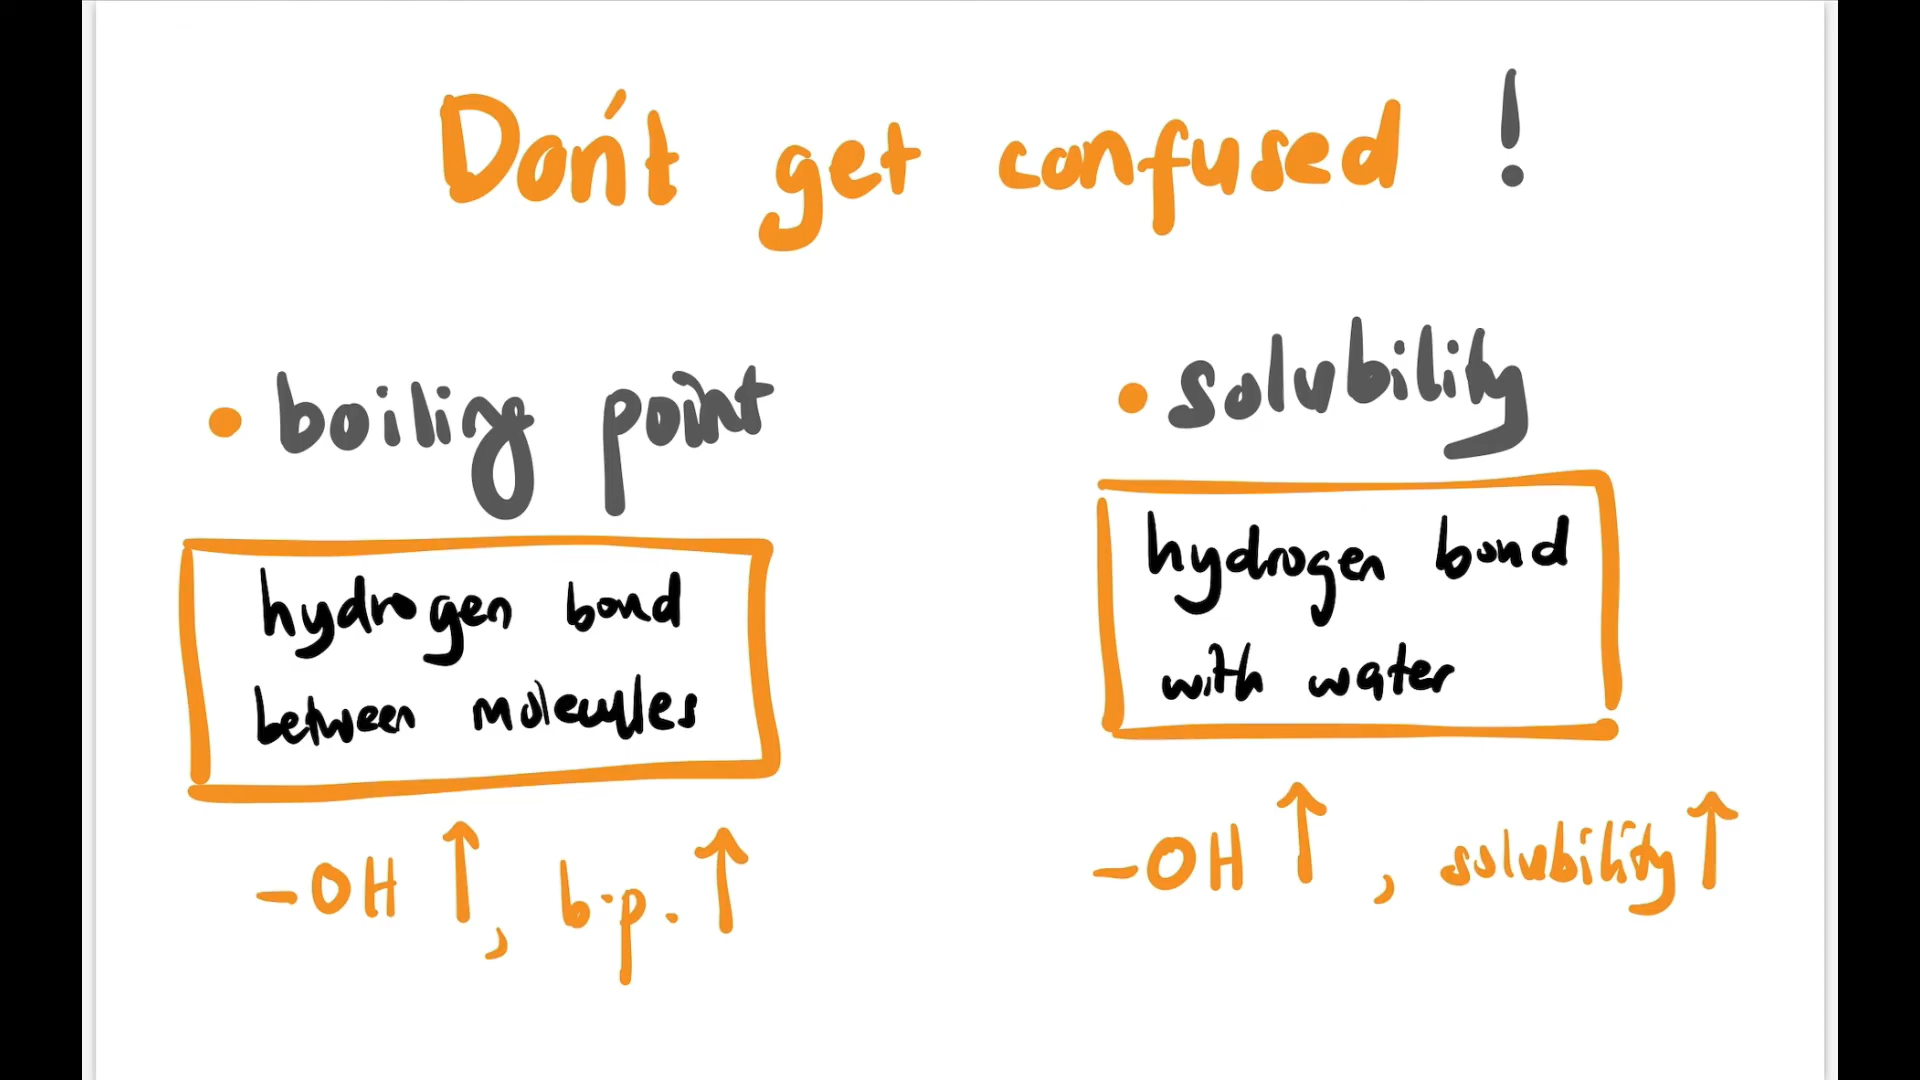 Don't get confused !
• boiling point
hydrogen bond
between molecules
-OH ↑, b.p. ↑
• solubility
hydrogen bond
with water
-OH ↑, solubility ↑